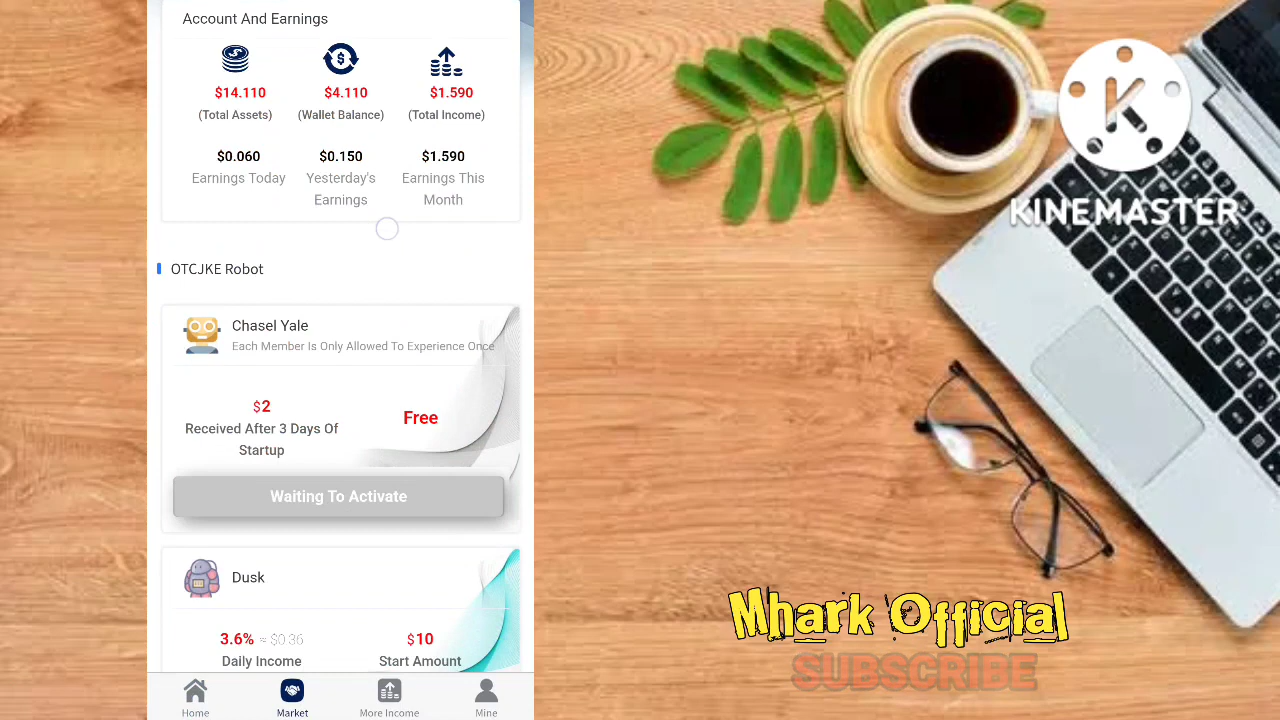 Account And Earnings
$14.110
$4.110
$1.590
(Total Assets)
(Wallet Balance)
(Total Income)
$0.060
$0.150
$1.590
Earnings Today
Yesterday's
Earnings
Earnings This
Month
OTCJKE Robot
Chasel Yale
Each Member Is Only Allowed To Experience Once
$2
Received After 3 Days Of
Startup
Free
Waiting To Activate
Dusk
3.6% ≈ $0.36
Daily Income
$10
Start Amount
Home
Market
More Income
Mine
K
KINEMASTER
Mhark Official
SUBSCRIBE